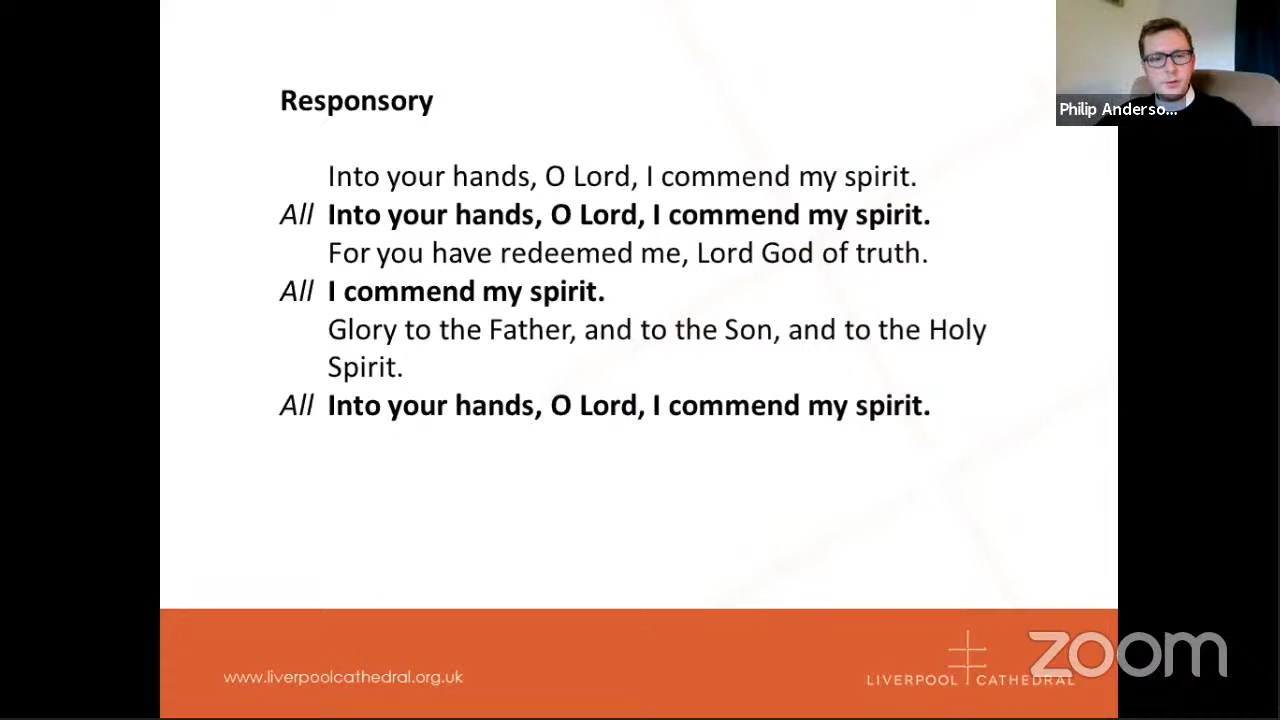 Responsory
Into your hands, O Lord, I commend my spirit.
All Into your hands, O Lord, I commend my spirit.
For you have redeemed me, Lord God of truth.
All I commend my spirit.
Glory to the Father, and to the Son, and to the Holy
Spirit.
All Into your hands, O Lord, I commend my spirit.
Philip Anderso...
www.liverpoolcathedral.org.uk
LIVERPOOL CATHEDRAL
zoom